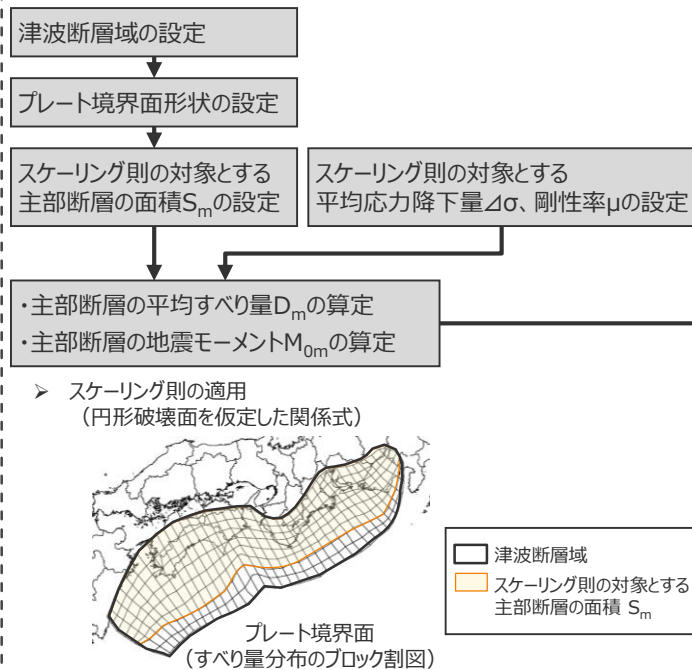 津波断層域の設定
プレート境界面形状の設定
スケーリング則の対象とする
主部断層の面積Smの設定
スケーリング則の対象とする
平均応力降下量⊿σ、剛性率μの設定
・主部断層の平均すべり量Dmの算定
・主部断層の地震モーメントM0mの算定
➢ スケーリング則の適用
（円形破壊面を仮定した関係式）
津波断層域
スケーリング則の対象とする
主部断層の面積 Sm
プレート境界面
（すべり量分布のブロック割図）